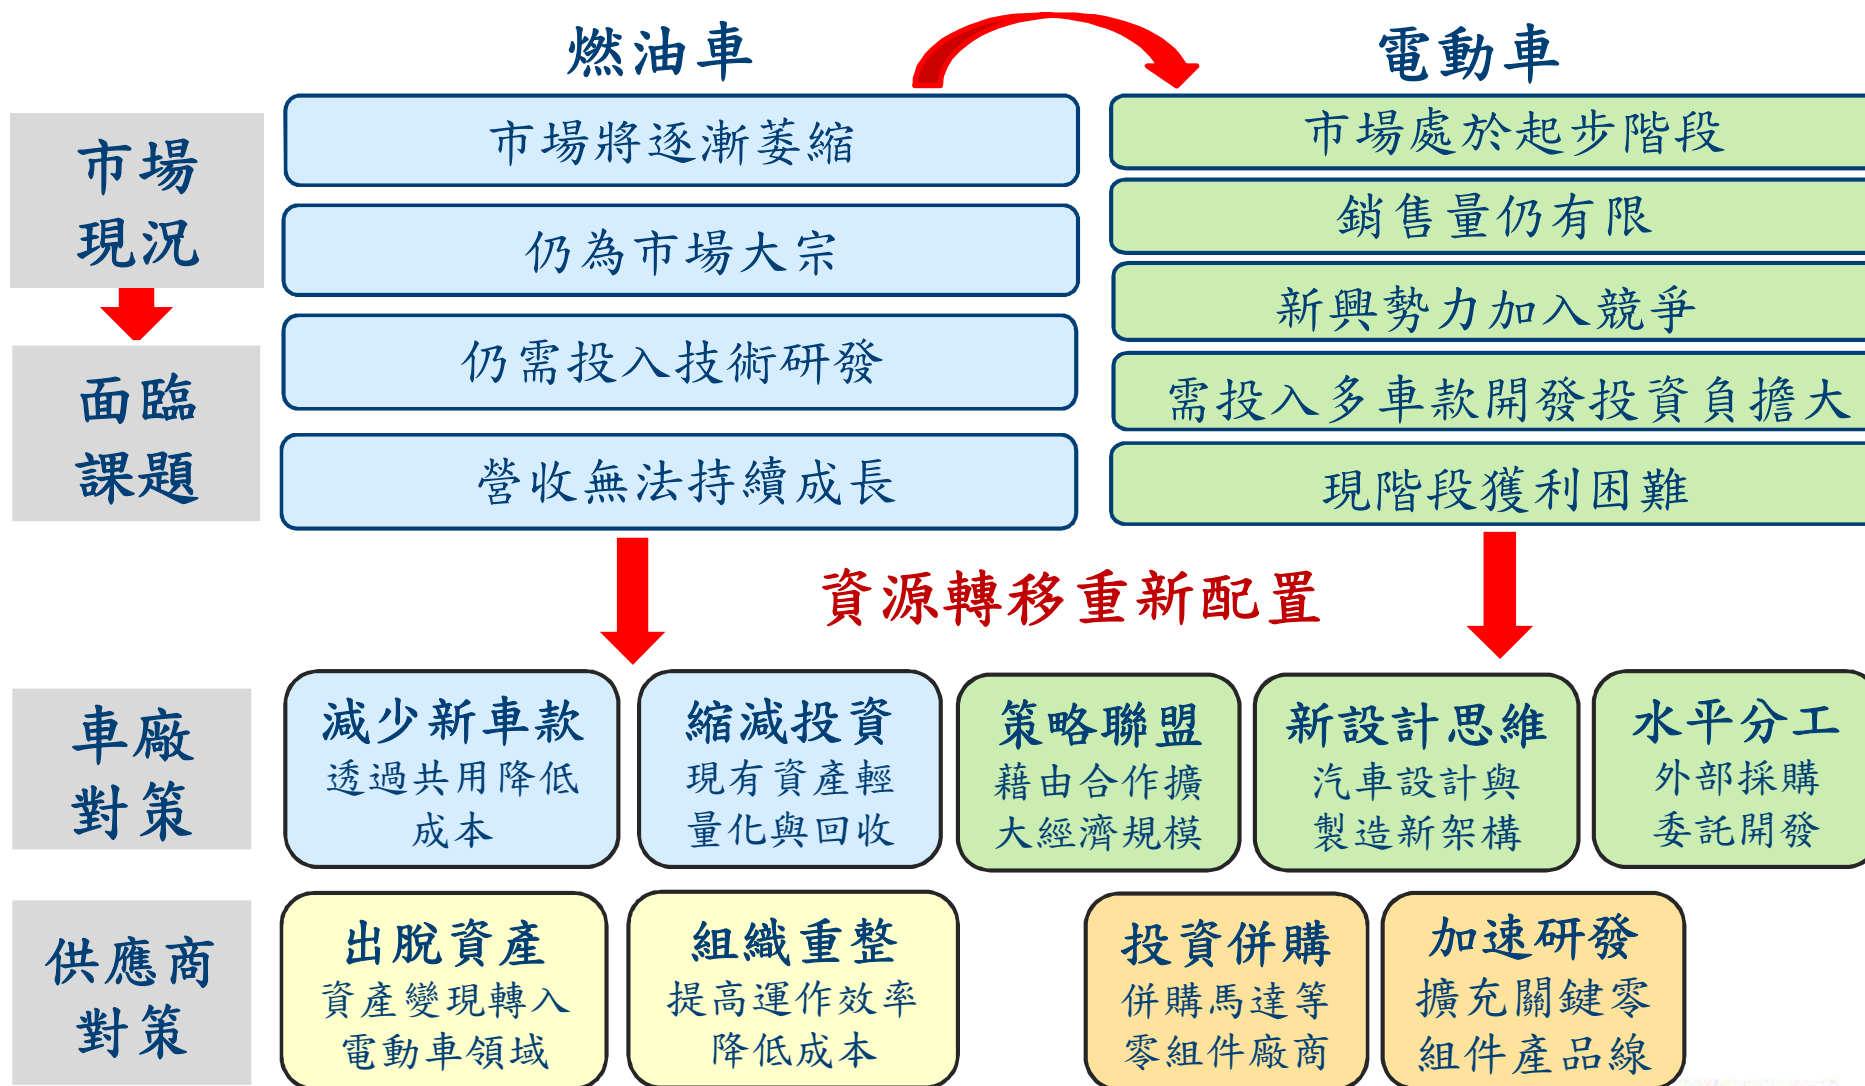 燃油車
電動車
市場
現況
市場將逐漸萎縮
仍為市場大宗
市場處於起步階段
銷售量仍有限
新興勢力加入競爭
面臨
課題
仍需投入技術研發
營收無法持續成長
需投入多車款開發投資負擔大
現階段獲利困難
資源轉移重新配置
車廠
對策
減少新車款
透過共用降低
成本
縮減投資
現有資產輕
量化與回收
策略聯盟
藉由合作擴
大經濟規模
新設計思維
汽車設計與
製造新架構
水平分工
外部採購
委託開發
供應商
對策
出脫資產
資產變現轉入
電動車領域
組織重整
提高運作效率
降低成本
投資併購
併購馬達等
零組件廠商
加速研發
擴充關鍵零
組件產品線